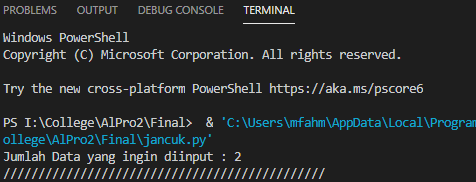 PROBLEMS OUTPUT DEBUG CONSOLE TERMINAL
Windows PowerShell
Copyright (C) Microsoft Corporation. All rights reserved.
Try the new cross-platform PowerShell https://aka.ms/pscore6
PS I:\College\AlPro2\Final> & 'C:\Users\mfahm\AppData\Local\Program
ollege\AlPro2\Final\jancuk.py'
Jumlah Data yang ingin diinput : 2
//////////////////////////////////////////////